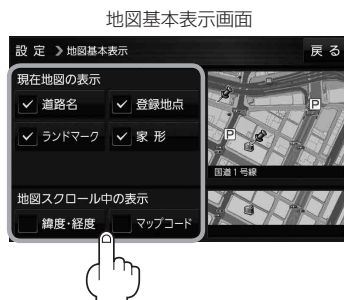 地図基本表示画面
設 定 ❯ 地図基本表示
戻 る
現在地図の表示
道路名
登録地点
ランドマーク
家 形
P
P
国道1号線
地図スクロール中の表示
緯度・経度
マップコード